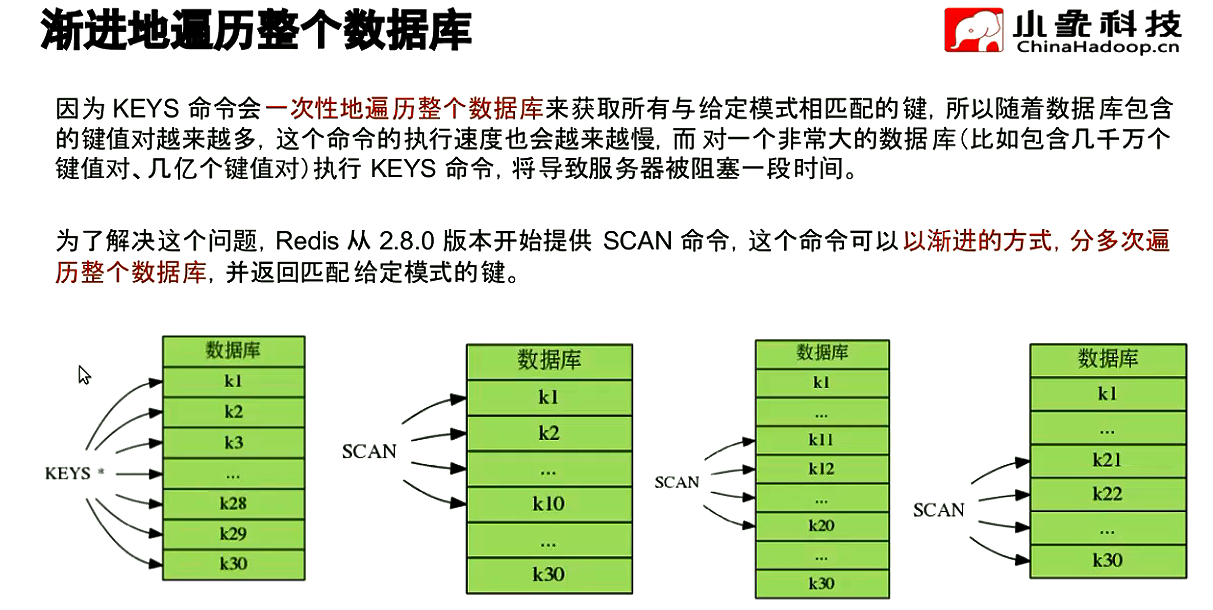 渐进地遍历整个数据库
小象科技
ChinaHadoop.cn
因为 KEYS 命令会一次性地遍历整个数据库来获取所有与给定模式相匹配的键，所以随着数据库包含
的键值对越来越多，这个命令的执行速度也会越来越慢，而对一个非常大的数据库（比如包含几千万个
键值对、几亿个键值对）执行 KEYS 命令，将导致服务器被阻塞一段时间。
为了解决这个问题，Redis 从 2.8.0 版本开始提供 SCAN 命令，这个命令可以以渐进的方式，分多次遍
历整个数据库，并返回匹配给定模式的键。
KEYS *
数据库
k1
k2
k3
...
k28
k29
k30
SCAN
数据库
k1
k2
...
k10
...
k30
SCAN
数据库
k1
...
k11
k12
...
k20
...
k30
SCAN
数据库
k1
...
k21
k22
...
k30